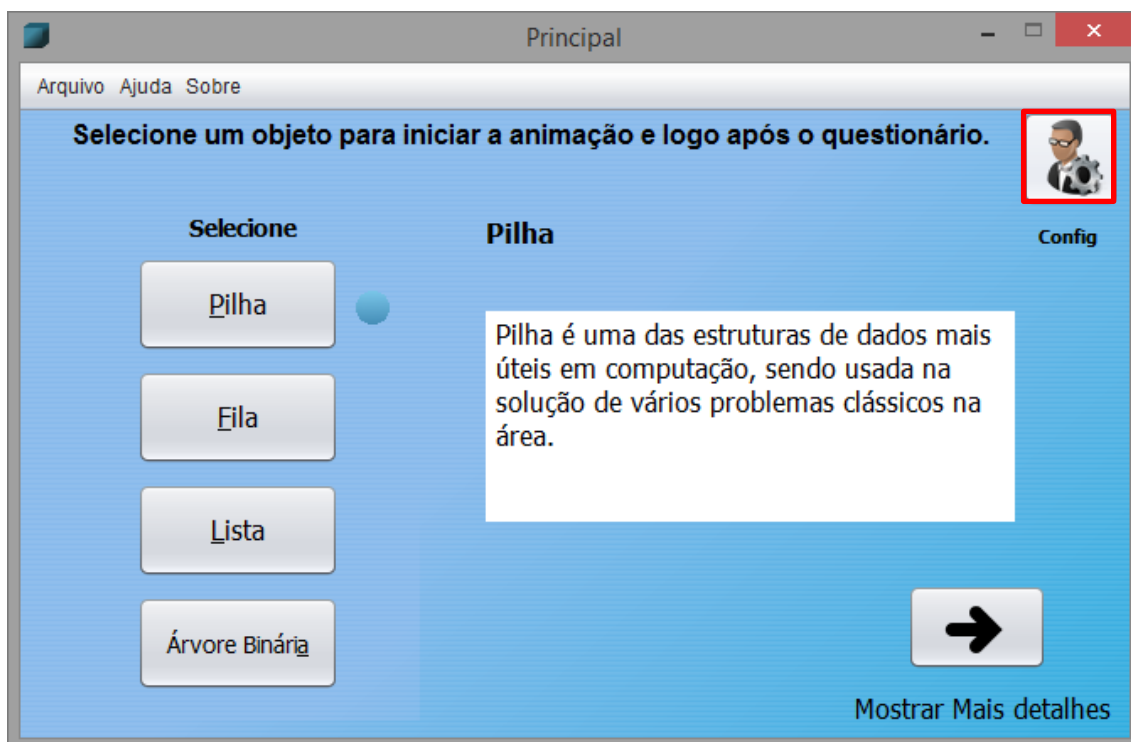 Principal
Arquivo Ajuda Sobre
Selecione um objeto para iniciar a animação e logo após o questionário.
Config
Selecione
Pilha
Fila
Lista
Árvore Binária
Pilha
Pilha é uma das estruturas de dados mais
úteis em computação, sendo usada na
solução de vários problemas clássicos na
área.
Mostrar Mais detalhes